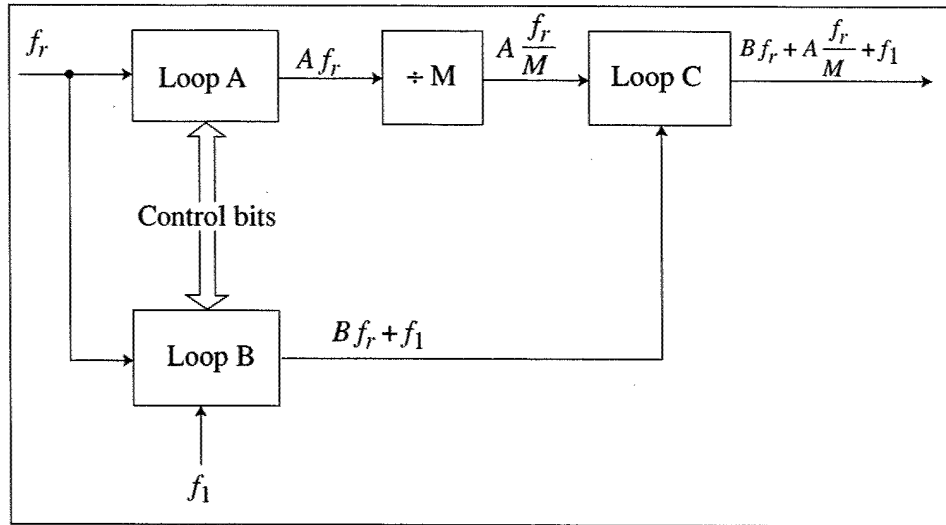 f_r
Loop A
A f_r
÷ M
A f_r/M
Loop C
B f_r + A f_r/M + f_1
Control bits
Loop B
B f_r + f_1
f_1